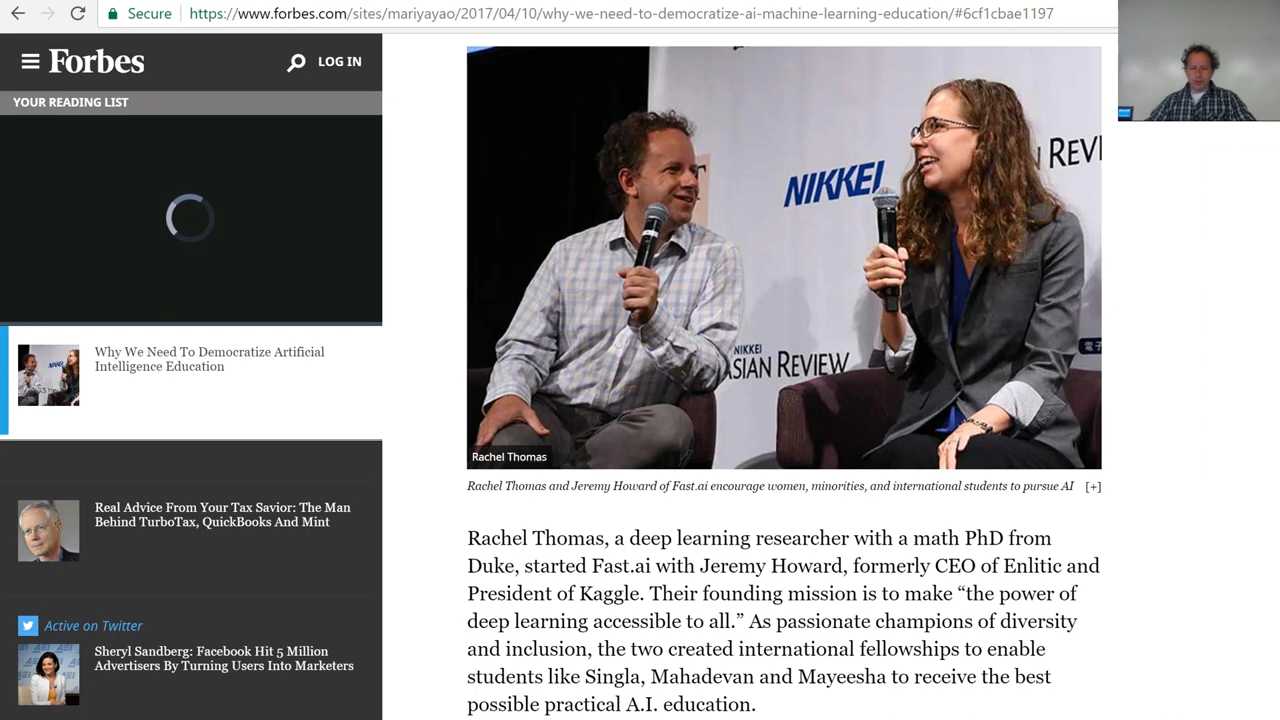 Secure
https://www.forbes.com/sites/mariyayao/2017/04/10/why-we-need-to-democratize-ai-machine-learning-education/#6cf1cbae1197
Forbes
LOG IN
YOUR READING LIST
Why We Need To Democratize Artificial
Intelligence Education
Real Advice From Your Tax Savior: The Man
Behind TurboTax, QuickBooks And Mint
Active on Twitter
Sheryl Sandberg: Facebook Hit 5 Million
Advertisers By Turning Users Into Marketers
NIKKEI
REVI
NIKKEI
ASIAN REVIEW
電子
Rachel Thomas
Rachel Thomas and Jeremy Howard of Fast.ai encourage women, minorities, and international students to pursue AI [+]
Rachel Thomas, a deep learning researcher with a math PhD from
Duke, started Fast.ai with Jeremy Howard, formerly CEO of Enlitic and
President of Kaggle. Their founding mission is to make “the power of
deep learning accessible to all.” As passionate champions of diversity
and inclusion, the two created international fellowships to enable
students like Singla, Mahadevan and Mayeesha to receive the best
possible practical A.I. education.